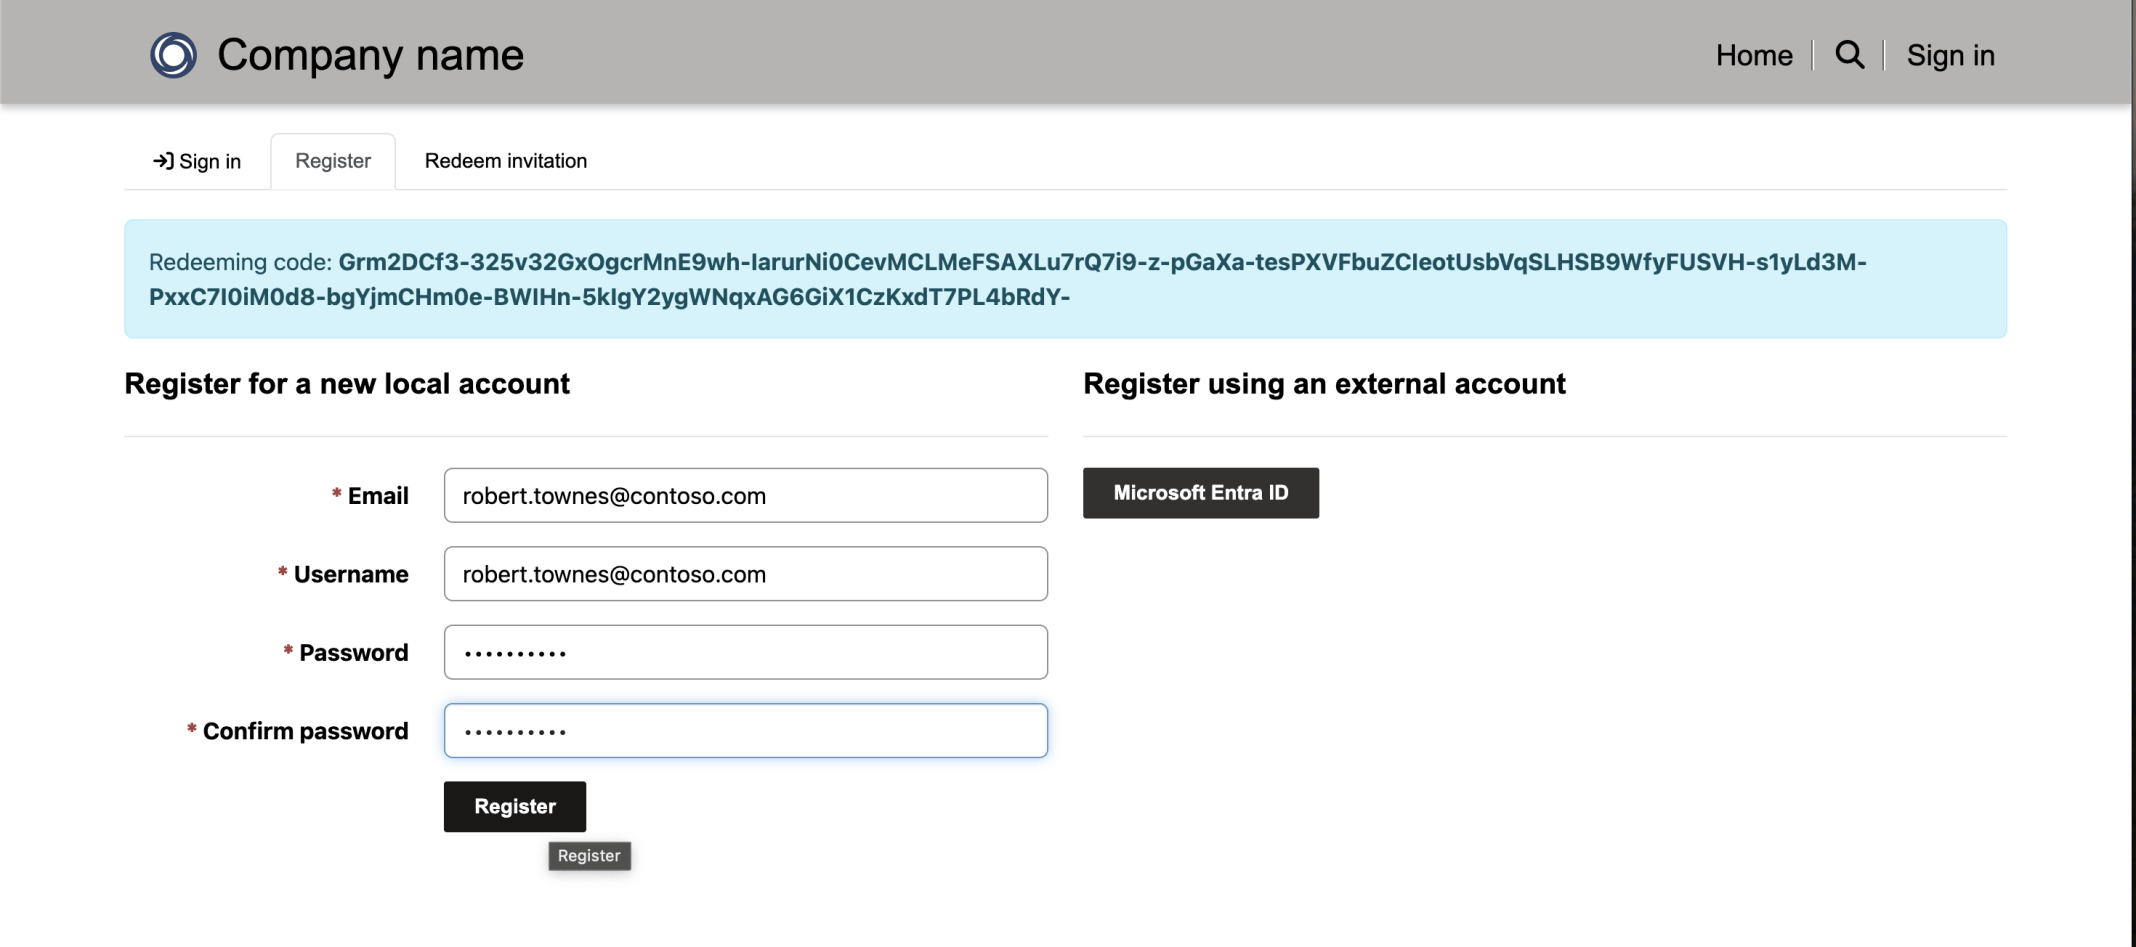 Company name
Home
Sign in
Sign in
Register
Redeem invitation
Redeeming code: Grm2DCf3-325v32GxOgcrMnE9wh-IarurNi0CevMCLMeFSAXLu7rQ7i9-z-pGaXa-tesPXVFbuZCIeotUsbVqSLHSB9WfyFUSVH-s1yLd3M-
PxxC7I0iM0d8-bgYjmCHm0e-BWIHn-5kIgY2ygWNqxAG6GiX1CzKxdT7PL4bRdY-
Register for a new local account
* Email
robert.townes@contoso.com
* Username
robert.townes@contoso.com
* Password
••••••••••
* Confirm password
••••••••••
Register
Register
Register using an external account
Microsoft Entra ID